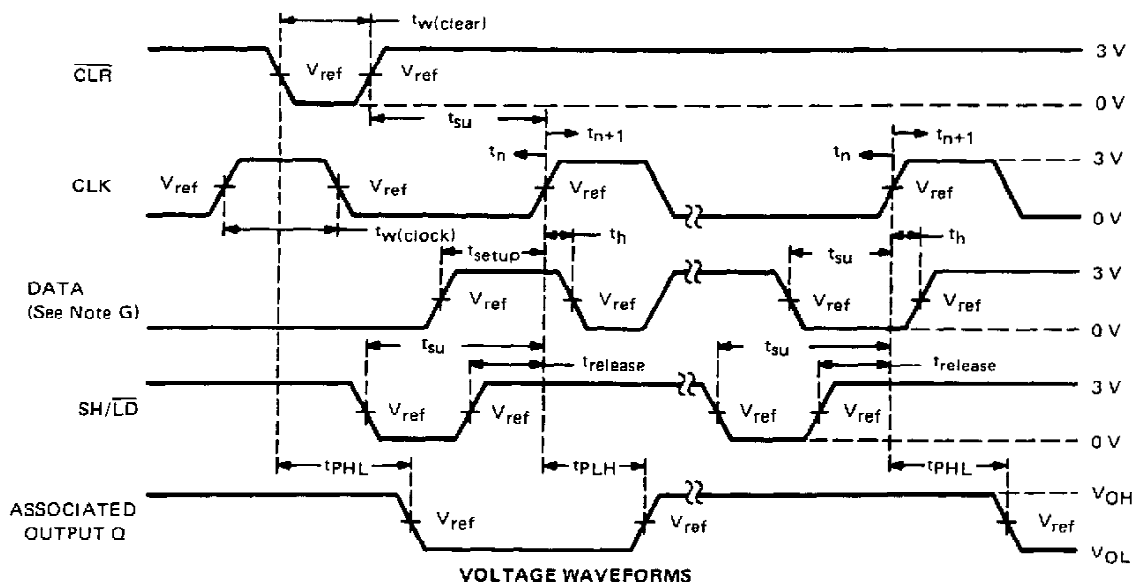 tw(clear)
CLR Vref Vref 3 V
0 V
tsu
tn tn+1 tn tn+1
CLK Vref Vref Vref Vref 3 V
0 V
tw(clock)
tsetup th tsu th
DATA
(See Note G)
Vref Vref Vref Vref 3 V
0 V
tsu trelease tsu trelease
SH/LD Vref Vref Vref Vref 3 V
0 V
tPHL tPLH tPHL
ASSOCIATED
OUTPUT Q
Vref Vref Vref VOH
VOL
VOLTAGE WAVEFORMS